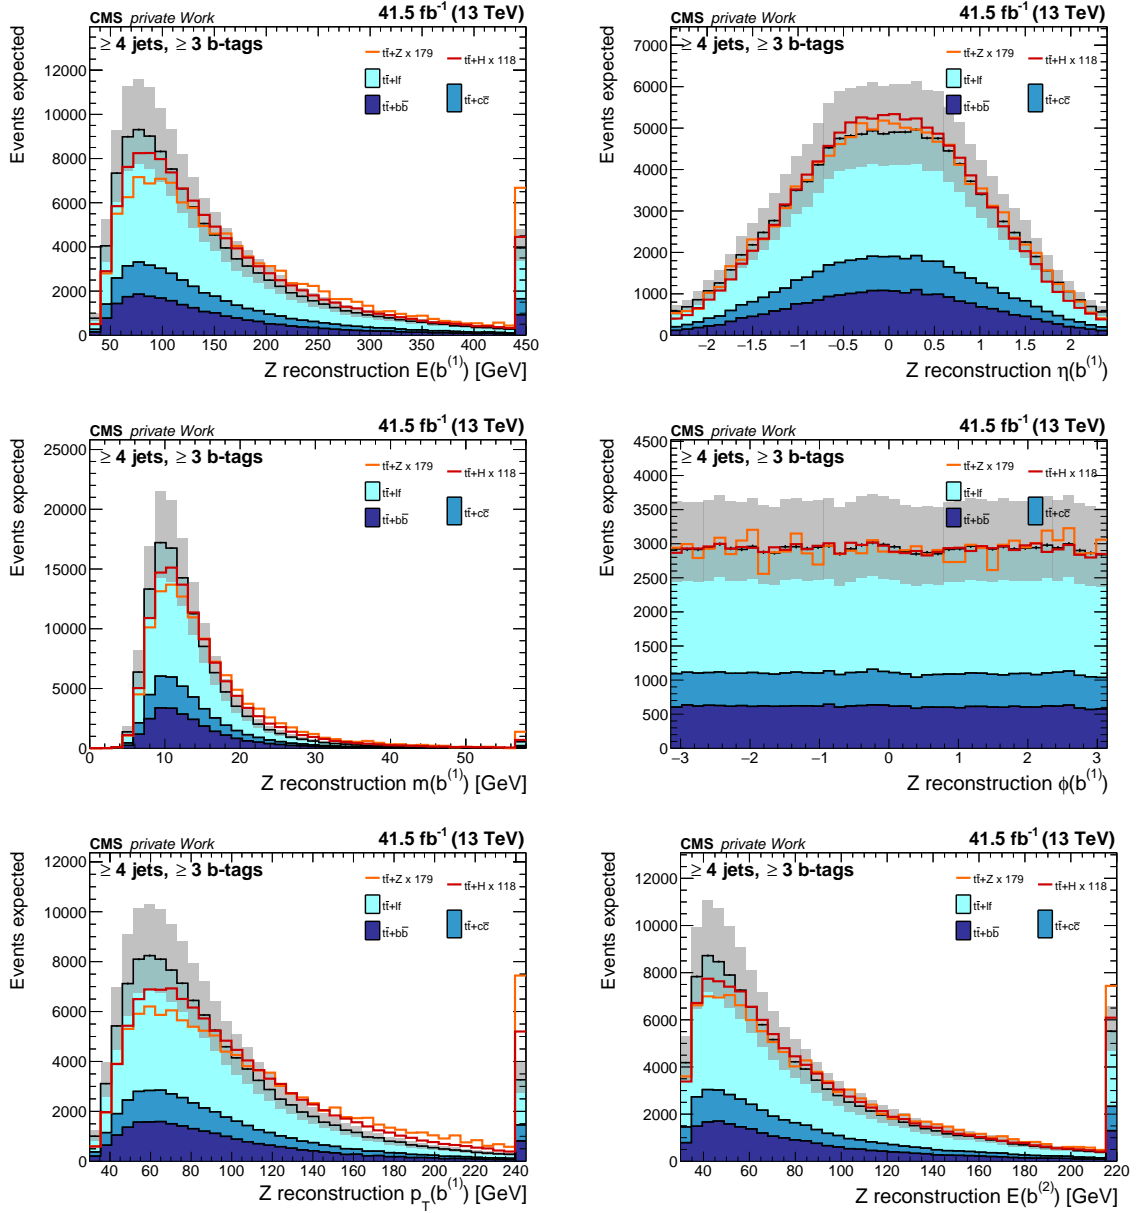 CMS private Work 41.5 fb⁻¹ (13 TeV)
≥ 4 jets, ≥ 3 b-tags
tt̄+Z x 179 tt̄+H x 118
tt̄+lf
tt̄+bb̄ tt̄+cc̄
Events expected
12000
10000
8000
6000
4000
2000
0
50 100 150 200 250 300 350 400 450
Z reconstruction E(b⁽¹⁾) [GeV]
CMS private Work 41.5 fb⁻¹ (13 TeV)
≥ 4 jets, ≥ 3 b-tags
tt̄+Z x 179 tt̄+H x 118
tt̄+lf
tt̄+bb̄ tt̄+cc̄
Events expected
7000
6000
5000
4000
3000
2000
1000
0
−2 −1.5 −1 −0.5 0 0.5 1 1.5 2
Z reconstruction η(b⁽¹⁾)
CMS private Work 41.5 fb⁻¹ (13 TeV)
≥ 4 jets, ≥ 3 b-tags
tt̄+Z x 179 tt̄+H x 118
tt̄+lf
tt̄+bb̄ tt̄+cc̄
Events expected
25000
20000
15000
10000
5000
0
0 10 20 30 40 50
Z reconstruction m(b⁽¹⁾) [GeV]
CMS private Work 41.5 fb⁻¹ (13 TeV)
≥ 4 jets, ≥ 3 b-tags
tt̄+Z x 179 tt̄+H x 118
tt̄+lf
tt̄+bb̄ tt̄+cc̄
Events expected
4500
4000
3500
3000
2500
2000
1500
1000
500
0
−3 −2 −1 0 1 2 3
Z reconstruction ϕ(b⁽¹⁾)
CMS private Work 41.5 fb⁻¹ (13 TeV)
≥ 4 jets, ≥ 3 b-tags
tt̄+Z x 179 tt̄+H x 118
tt̄+lf
tt̄+bb̄ tt̄+cc̄
Events expected
12000
10000
8000
6000
4000
2000
0
40 60 80 100 120 140 160 180 200 220 240
Z reconstruction p_T(b⁽¹⁾) [GeV]
CMS private Work 41.5 fb⁻¹ (13 TeV)
≥ 4 jets, ≥ 3 b-tags
tt̄+Z x 179 tt̄+H x 118
tt̄+lf
tt̄+bb̄ tt̄+cc̄
Events expected
12000
10000
8000
6000
4000
2000
0
40 60 80 100 120 140 160 180 200 220
Z reconstruction E(b⁽²⁾) [GeV]